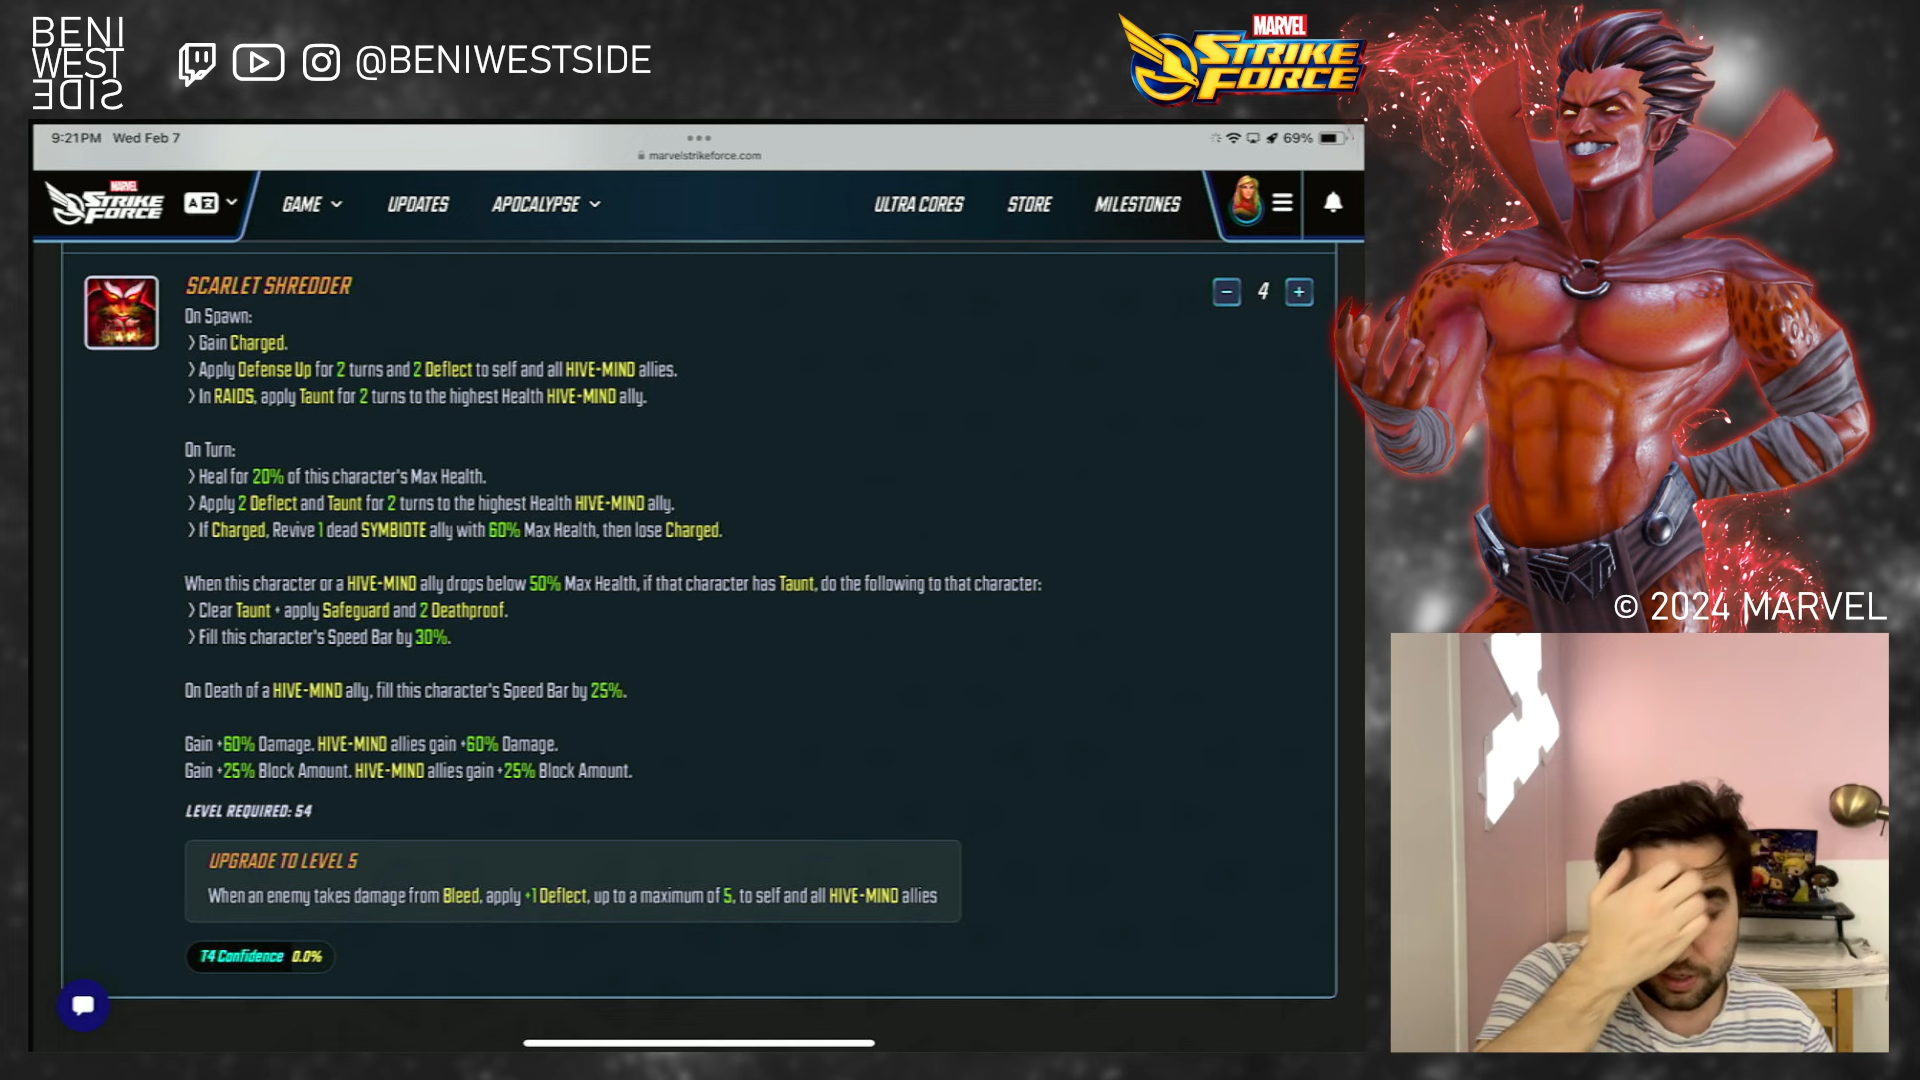 BENI
WEST
SIDE
@BENIWESTSIDE
MARVEL
STRIKE
FORCE
9:21PM Wed Feb 7
marvelstrikeforce.com
69%
MARVEL
STRIKE
FORCE
GAME
UPDATES
APOCALYPSE
ULTRA CORES
STORE
MILESTONES
SCARLET SHREDDER
4
On Spawn:
> Gain Charged.
> Apply Defense Up for 2 turns and 2 Deflect to self and all HIVE-MIND allies.
> In RAIDS, apply Taunt for 2 turns to the highest Health HIVE-MIND ally.
On Turn:
> Heal for 20% of this character's Max Health.
> Apply 2 Deflect and Taunt for 2 turns to the highest Health HIVE-MIND ally.
> If Charged, Revive 1 dead SYMBIOTE ally with 60% Max Health, then lose Charged.
When this character or a HIVE-MIND ally drops below 50% Max Health, if that character has Taunt, do the following to that character:
> Clear Taunt + apply Safeguard and 2 Deathproof.
> Fill this character's Speed Bar by 30%.
On Death of a HIVE-MIND ally, fill this character's Speed Bar by 25%.
Gain +60% Damage. HIVE-MIND allies gain +60% Damage.
Gain +25% Block Amount. HIVE-MIND allies gain +25% Block Amount.
LEVEL REQUIRED: 54
UPGRADE TO LEVEL 5
When an enemy takes damage from Bleed, apply +1 Deflect, up to a maximum of 5, to self and all HIVE-MIND allies
T4 Confidence 0.0%
© 2024 MARVEL